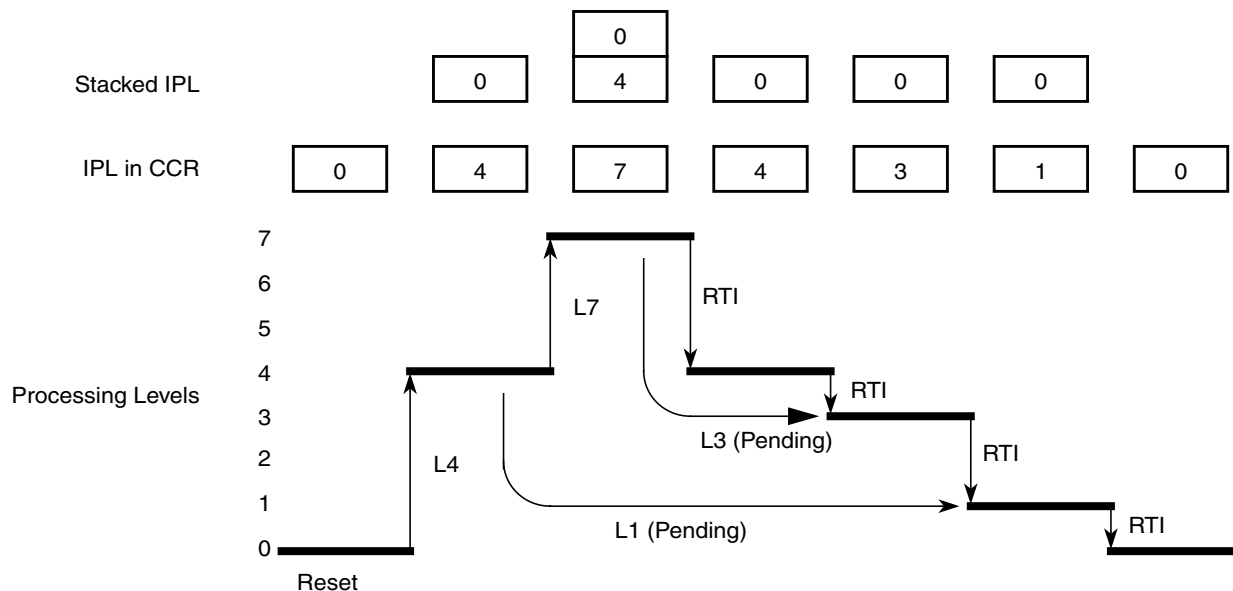 0
Stacked IPL 0 4 0 0 0
IPL in CCR 0 4 7 4 3 1 0
7
6
L7 RTI
5
4
Processing Levels
RTI
3
L3 (Pending)
2
L4 RTI
1
L1 (Pending) RTI
0
Reset